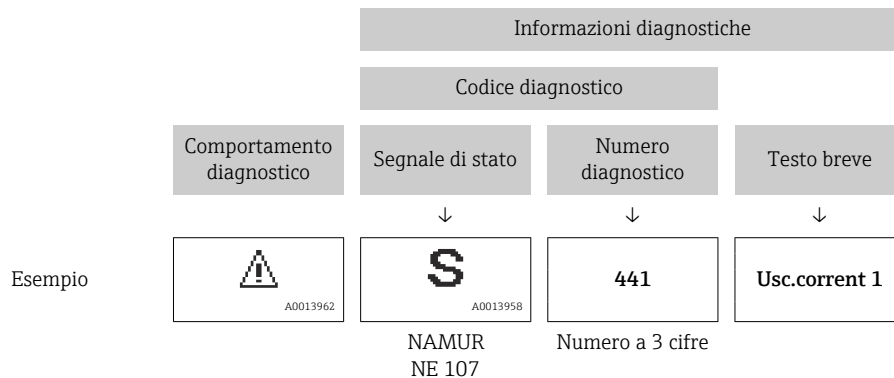 Informazioni diagnostiche
Codice diagnostico
Comportamento
diagnostico
Segnale di stato
Numero
diagnostico
Testo breve
↓ ↓ ↓
Esempio
A0013962
S
A0013958
441
Usc.corrent 1
NAMUR
NE 107
Numero a 3 cifre